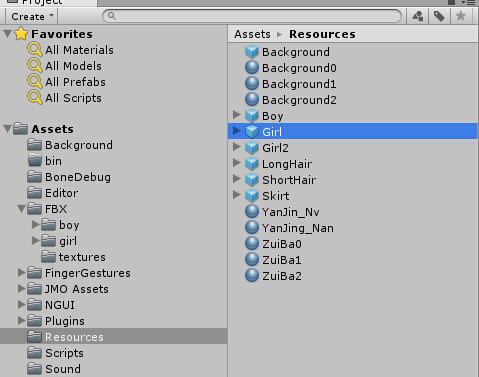 Project
Create
Favorites
All Materials
All Models
All Prefabs
All Scripts
Assets
Background
bin
BoneDebug
Editor
FBX
boy
girl
textures
FingerGestures
JMO Assets
NGUI
Plugins
Resources
Scripts
Sound
Assets Resources
Background
Background0
Background1
Background2
Boy
Girl
Girl2
LongHair
ShortHair
Skirt
YanJin_Nv
YanJing_Nan
ZuiBa0
ZuiBa1
ZuiBa2